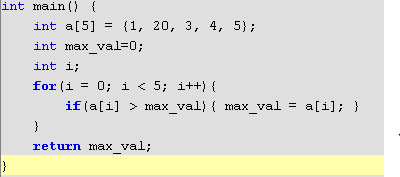 int main() {
    int a[5] = {1, 20, 3, 4, 5};
    int max_val=0;
    int i;
    for(i = 0; i < 5; i++){
        if(a[i] > max_val){ max_val = a[i]; }
    }
    return max_val;
}